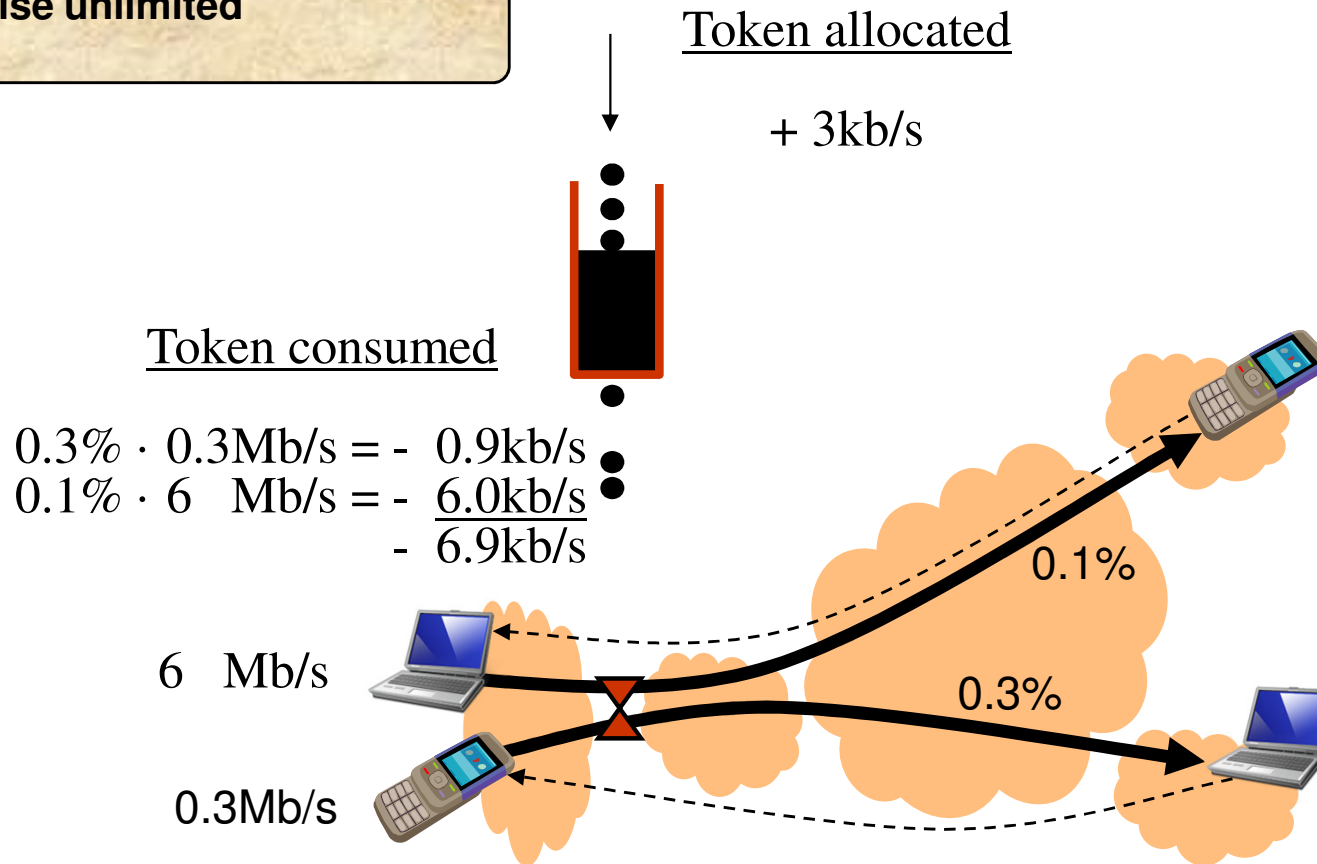 ise unlimited
Token allocated
+ 3kb/s
Token consumed
0.3% · 0.3Mb/s = - 0.9kb/s
0.1% · 6 Mb/s = - 6.0kb/s
- 6.9kb/s
0.1%
6 Mb/s
0.3%
0.3Mb/s